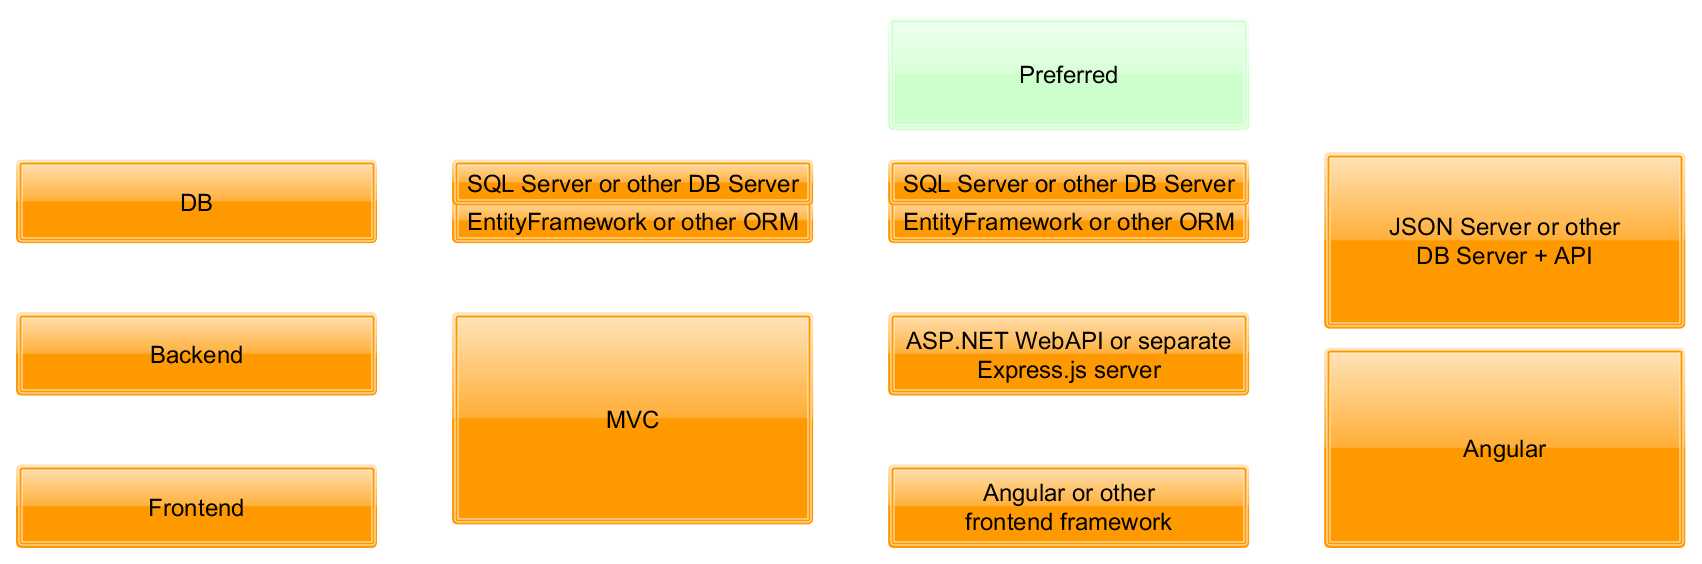 Preferred
DB
SQL Server or other DB Server
EntityFramework or other ORM
SQL Server or other DB Server
EntityFramework or other ORM
JSON Server or other
DB Server + API
Backend
MVC
ASP.NET WebAPI or separate
Express.js server
Angular
Frontend
Angular or other
frontend framework